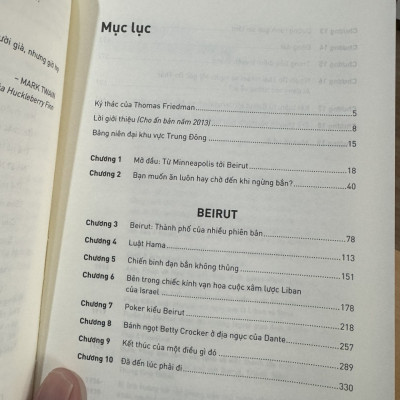 ười già, nhưng giờ họ
– MARK TWAIN
Huckleberry Finn
Mục lục
Ký thác của Thomas Friedman 5
Lời giới thiệu (Cho ấn bản năm 2013) 8
Bảng niên đại khu vực Trung Đông 15
Chương 1 Mở đầu: Từ Minneapolis tới Beirut 18
Chương 2 Bạn muốn ăn luôn hay chờ đến khi ngừng bắn? 40
BEIRUT
Chương 3 Beirut: Thành phố của nhiều phiên bản 78
Chương 4 Luật Hama 113
Chương 5 Chiến binh đạn bắn không thủng 151
Chương 6 Bên trong chiếc kính vạn hoa cuộc xâm lược Liban
của Israel 178
Chương 7 Poker kiểu Beirut 218
Chương 8 Bánh ngọt Betty Crocker ở địa ngục của Dante 257
Chương 9 Kết thúc của một điều gì đó 289
Chương 10 Đã đến lúc phải đi 330